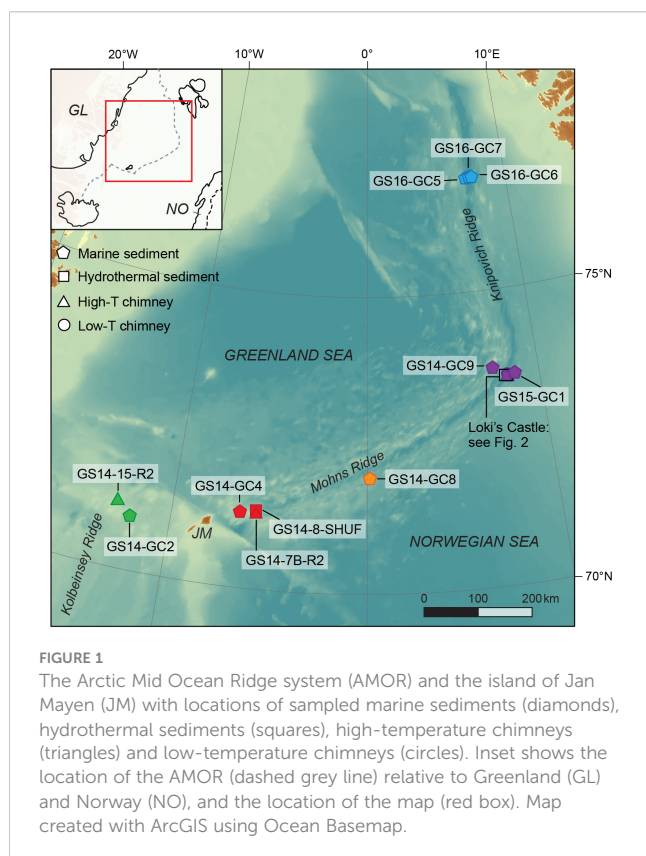 20°W
10°W
0°
10°E
GL
NO
Marine sediment
Hydrothermal sediment
High-T chimney
Low-T chimney
GS16-GC7
GS16-GC5
GS16-GC6
Knipovich Ridge
75°N
GREENLAND SEA
GS14-GC9
GS15-GC1
Loki's Castle:
see Fig. 2
Mohns Ridge
GS14-GC8
GS14-15-R2
GS14-GC4
GS14-GC2
JM
GS14-8-SHUF
GS14-7B-R2
Kolbeinsey Ridge
NORWEGIAN SEA
70°N
0 100 200 km
FIGURE 1
The Arctic Mid Ocean Ridge system (AMOR) and the island of Jan
Mayen (JM) with locations of sampled marine sediments (diamonds),
hydrothermal sediments (squares), high-temperature chimneys
(triangles) and low-temperature chimneys (circles). Inset shows the
location of the AMOR (dashed grey line) relative to Greenland (GL)
and Norway (NO), and the location of the map (red box). Map
created with ArcGIS using Ocean Basemap.